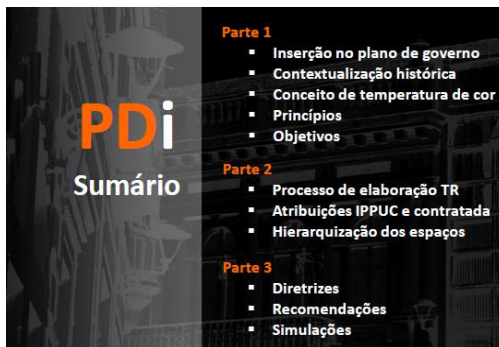 PDi
Sumário
Parte 1
▪ Inserção no plano de governo
▪ Contextualização histórica
▪ Conceito de temperatura de cor
▪ Princípios
▪ Objetivos
Parte 2
▪ Processo de elaboração TR
▪ Atribuições IPPUC e contratada
▪ Hierarquização dos espaços
Parte 3
▪ Diretrizes
▪ Recomendações
▪ Simulações